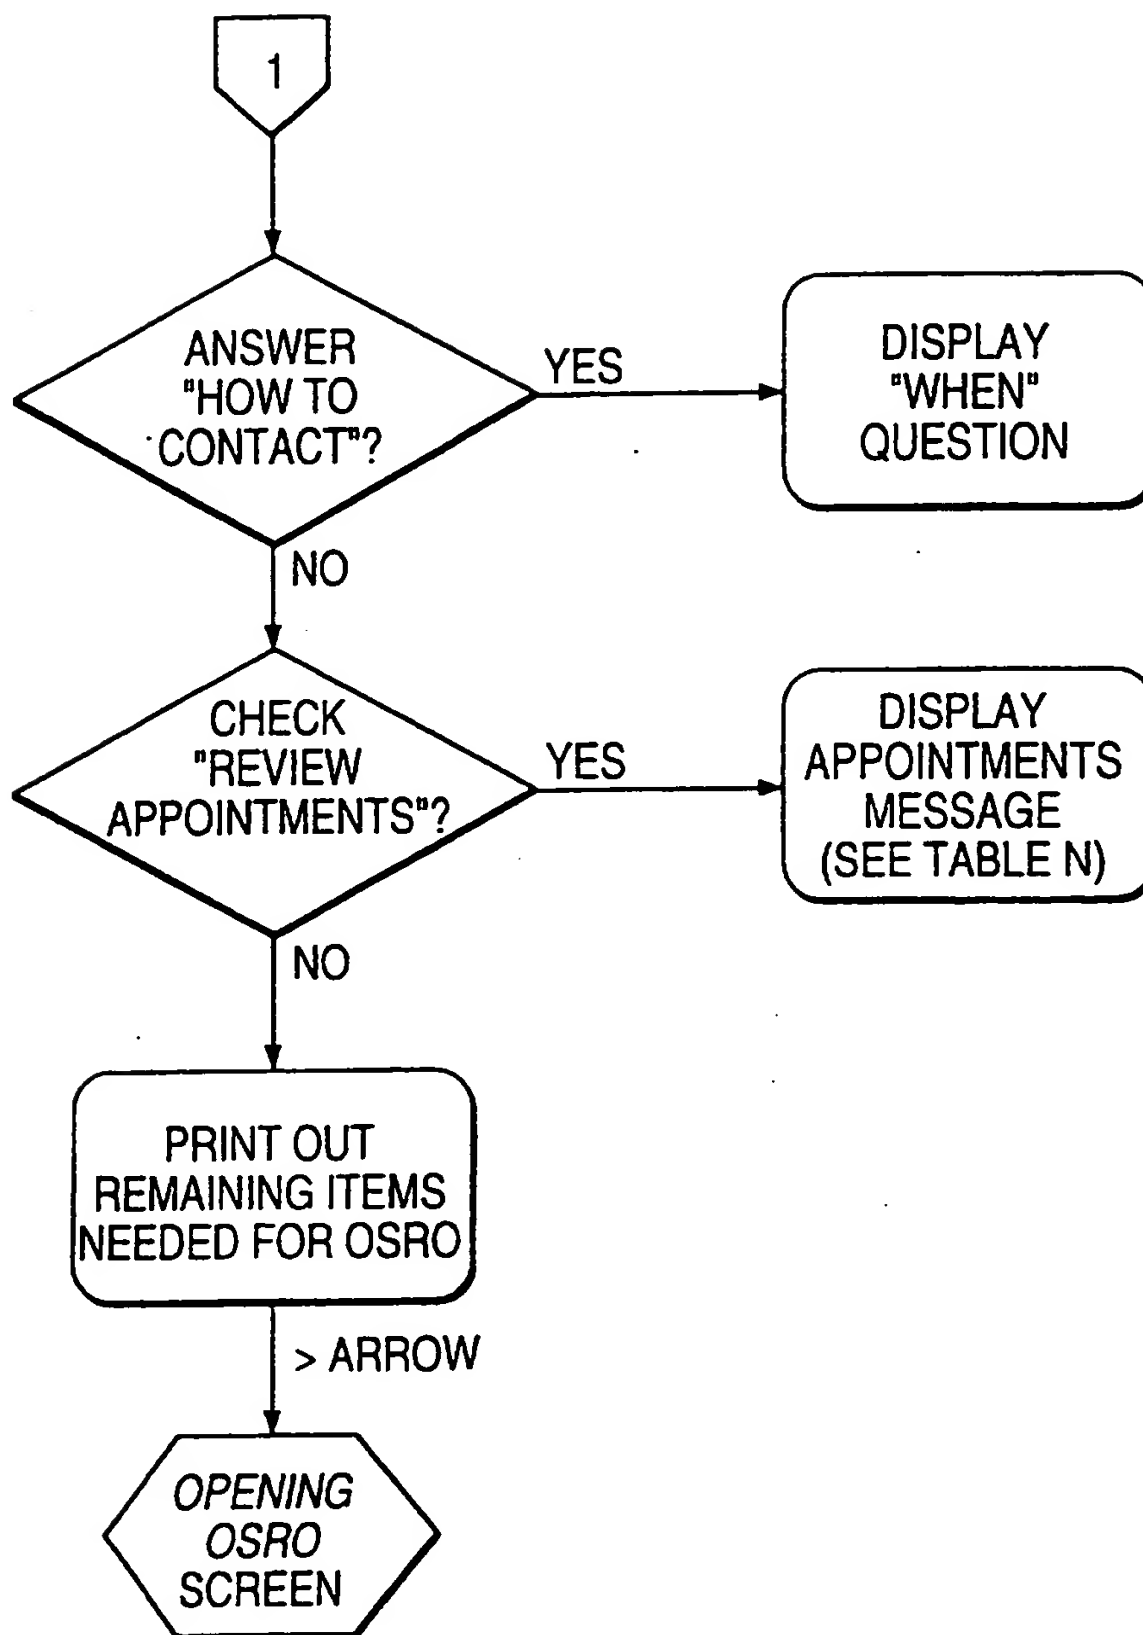 1
ANSWER
"HOW TO
CONTACT"?
YES
DISPLAY
"WHEN"
QUESTION
NO
CHECK
"REVIEW
APPOINTMENTS"?
YES
DISPLAY
APPOINTMENTS
MESSAGE
(SEE TABLE N)
NO
PRINT OUT
REMAINING ITEMS
NEEDED FOR OSRO
> ARROW
OPENING
OSRO
SCREEN